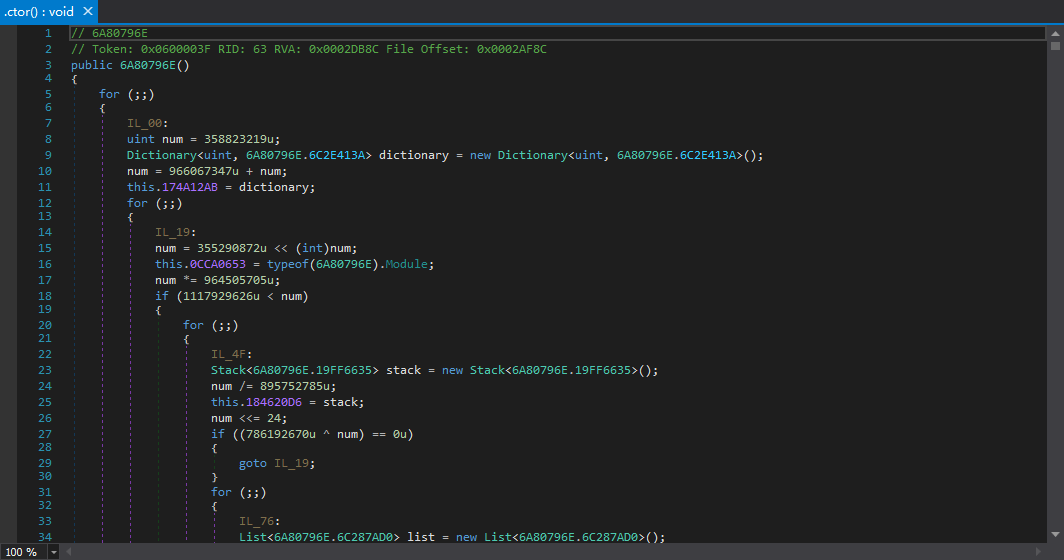 .ctor() : void ×
1 // 6A80796E
2 // Token: 0x0600003F RID: 63 RVA: 0x0002DB8C File Offset: 0x0002AF8C
3 public 6A80796E()
4 {
5 for (;;)
6 {
7 IL_00:
8 uint num = 358823219u;
9 Dictionary<uint, 6A80796E.6C2E413A> dictionary = new Dictionary<uint, 6A80796E.6C2E413A>();
10 num = 966067347u + num;
11 this.174A12AB = dictionary;
12 for (;;)
13 {
14 IL_19:
15 num = 355290872u << (int)num;
16 this.0CCA0653 = typeof(6A80796E).Module;
17 num *= 964505705u;
18 if (1117929626u < num)
19 {
20 for (;;)
21 {
22 IL_4F:
23 Stack<6A80796E.19FF6635> stack = new Stack<6A80796E.19FF6635>();
24 num /= 895752785u;
25 this.184620D6 = stack;
26 num <<= 24;
27 if ((786192670u ^ num) == 0u)
28 {
29 goto IL_19;
30 }
31 for (;;)
32 {
33 IL_76:
34 List<6A80796E.6C287AD0> list = new List<6A80796E.6C287AD0>();
100 %